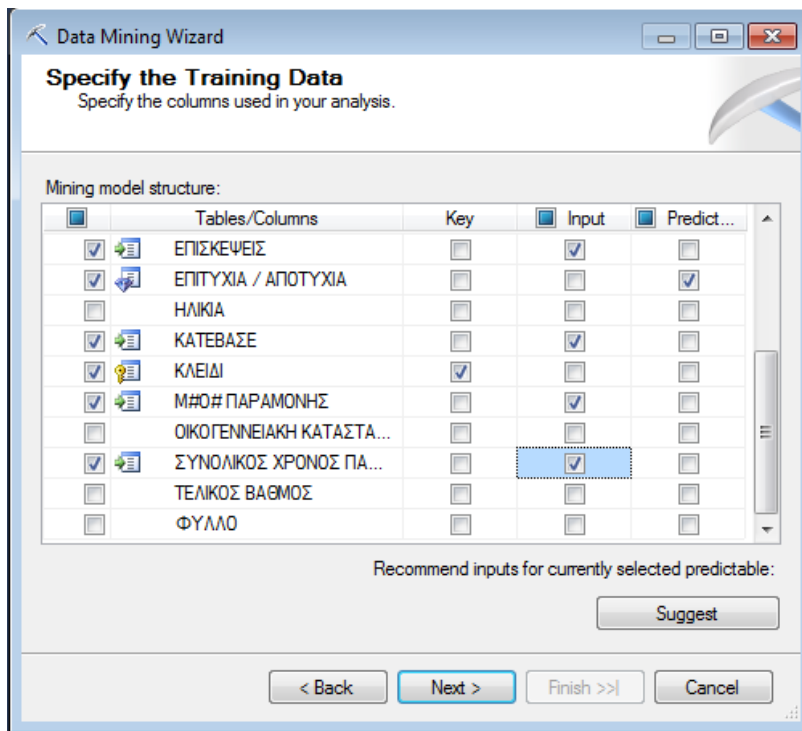 Data Mining Wizard
Specify the Training Data
Specify the columns used in your analysis.
Mining model structure:
Tables/Columns Key Input Predict...
ΕΠΙΣΚΕΨΕΙΣ
ΕΠΙΤΥΧΙΑ / ΑΠΟΤΥΧΙΑ
ΗΛΙΚΙΑ
ΚΑΤΕΒΑΣΕ
ΚΛΕΙΔΙ
Μ#Ο# ΠΑΡΑΜΟΝΗΣ
ΟΙΚΟΓΕΝΝΕΙΑΚΗ ΚΑΤΑΣΤΑ...
ΣΥΝΟΛΙΚΟΣ ΧΡΟΝΟΣ ΠΑ...
ΤΕΛΙΚΟΣ ΒΑΘΜΟΣ
ΦΥΛΛΟ
Recommend inputs for currently selected predictable:
Suggest
< Back Next > Finish >>| Cancel